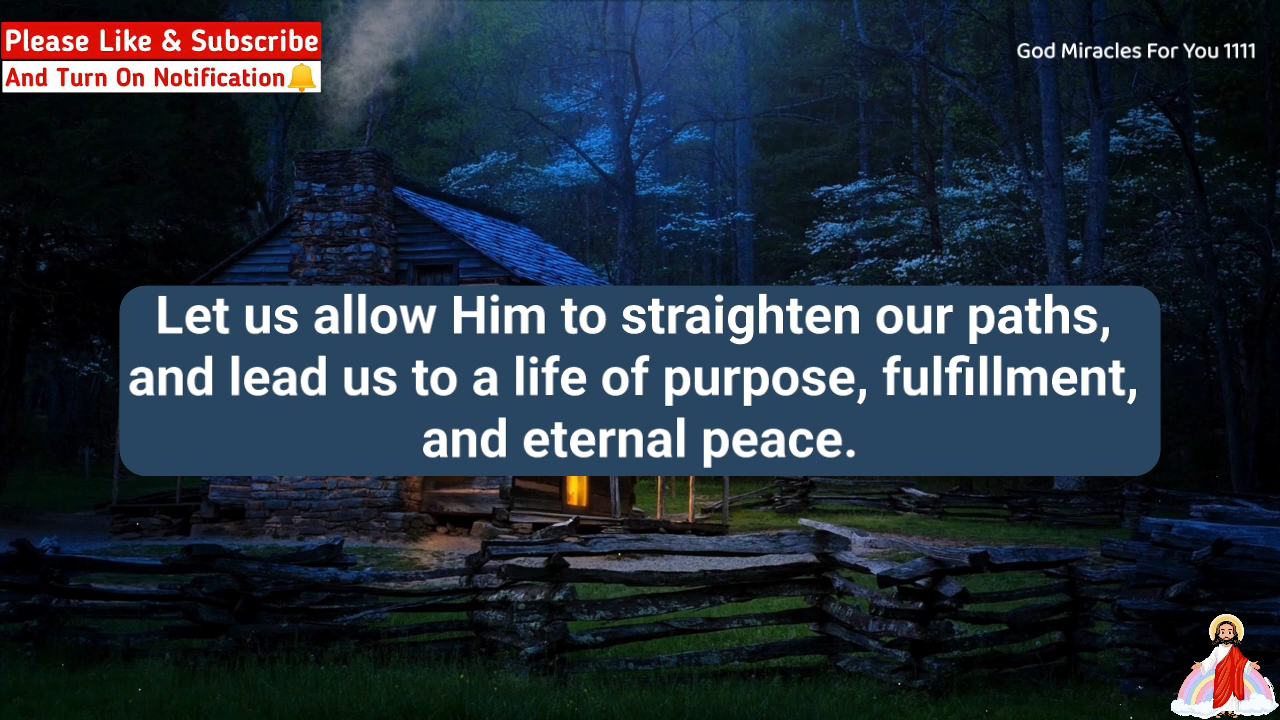 Please Like & Subscribe
And Turn On Notification🔔
God Miracles For You 1111
Let us allow Him to straighten our paths,
and lead us to a life of purpose, fulfillment,
and eternal peace.